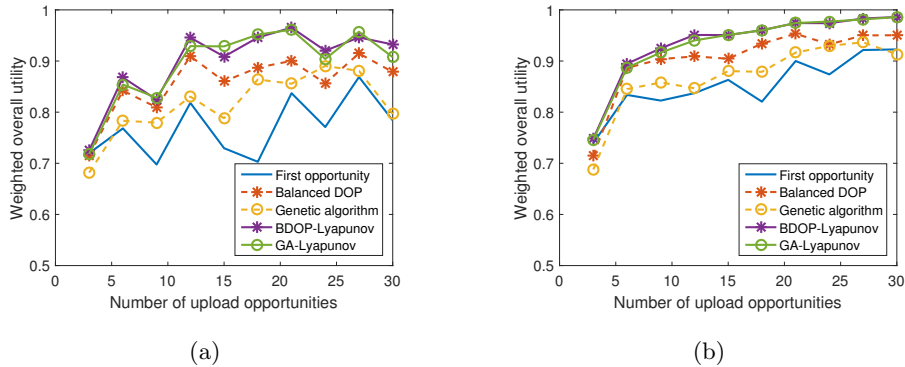 1
0.9
0.8
0.7
0.6
0.5
Weighted overall utility
First opportunity
Balanced DOP
Genetic algorithm
BDOP-Lyapunov
GA-Lyapunov
0 5 10 15 20 25 30
Number of upload opportunities
(a)
1
0.9
0.8
0.7
0.6
0.5
Weighted overall utility
First opportunity
Balanced DOP
Genetic algorithm
BDOP-Lyapunov
GA-Lyapunov
0 5 10 15 20 25 30
Number of upload opportunities
(b)